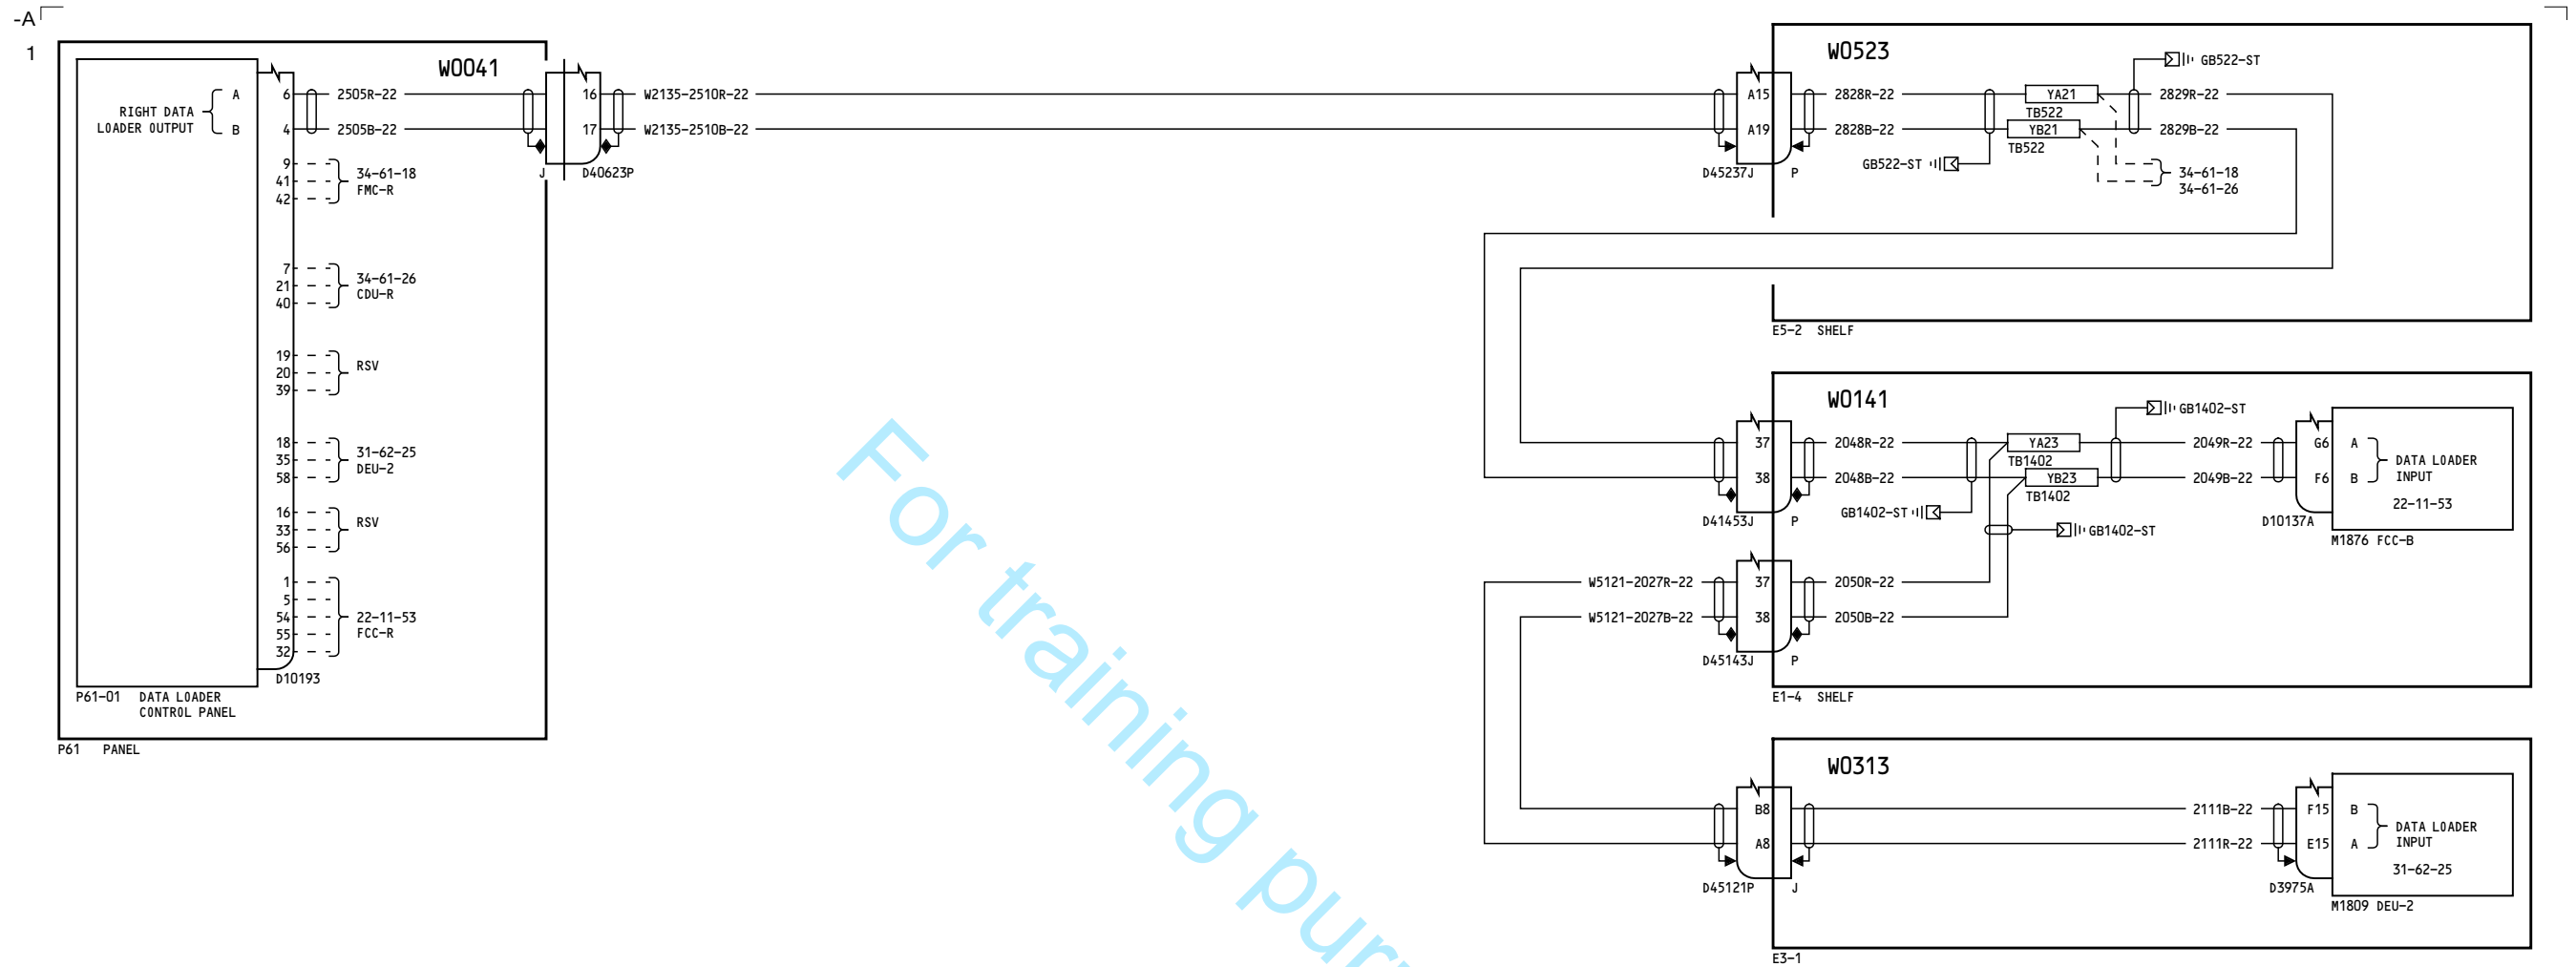 -A
1
W0041
RIGHT DATA
LOADER OUTPUT
A
B
6
4
2505R-22
2505B-22
9
41
42
34-61-18
FMC-R
7
21
40
34-61-26
CDU-R
19
20
39
RSV
18
35
58
31-62-25
DEU-2
16
33
56
RSV
1
5
54
55
32
22-11-53
FCC-R
D10193
P61-01 DATA LOADER
CONTROL PANEL
P61 PANEL
16
17
J
D40623P
W2135-2510R-22
W2135-2510B-22
W0523
A15
A19
D45237J
P
2828R-22
2828B-22
GB522-ST
YA21
TB522
YB21
TB522
GB522-ST
2829R-22
2829B-22
34-61-18
34-61-26
E5-2 SHELF
W0141
37
38
D41453J
P
2048R-22
2048B-22
GB1402-ST
YA23
TB1402
YB23
TB1402
GB1402-ST
GB1402-ST
2049R-22
2049B-22
G6
F6
A
B
DATA LOADER
INPUT
22-11-53
D10137A
M1876 FCC-B
W5121-2027R-22
W5121-2027B-22
37
38
D45143J
P
2050R-22
2050B-22
E1-4 SHELF
W0313
B8
A8
D45121P
J
2111B-22
2111R-22
F15
E15
B
A
DATA LOADER
INPUT
31-62-25
D3975A
M1809 DEU-2
E3-1
For training pur